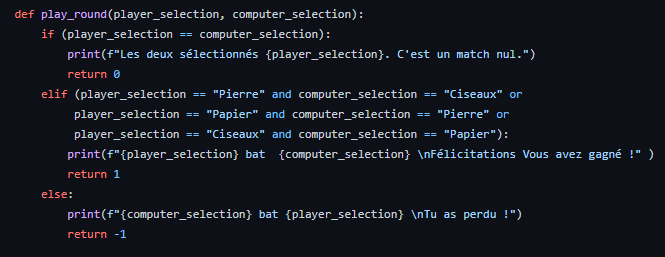 def play_round(player_selection, computer_selection):
    if (player_selection == computer_selection):
        print(f"Les deux sélectionnés {player_selection}. C'est un match nul.")
        return 0
    elif (player_selection == "Pierre" and computer_selection == "Ciseaux" or
         player_selection == "Papier" and computer_selection == "Pierre" or
         player_selection == "Ciseaux" and computer_selection == "Papier"):
        print(f"{player_selection} bat  {computer_selection} \nFélicitations Vous avez gagné !" )
        return 1
    else:
        print(f"{computer_selection} bat {player_selection} \nTu as perdu !")
        return -1